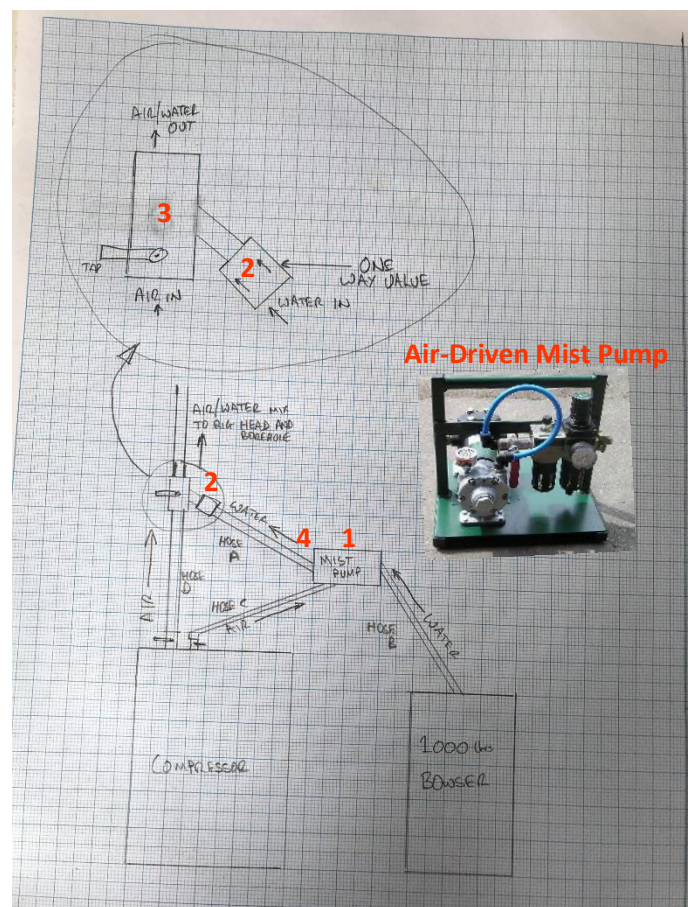 AIR/WATER
OUT
3
TAP
2
ONE
WAY VALUE
AIR IN
WATER IN
Air-Driven Mist Pump
AIR/WATER MIX
TO RIG HEAD AND
BOREHOLE
2
WATER
4
1
HOSE
A
MIST
PUMP
AIR
HOSE
D
HOSE C
AIR
HOSE
B
WATER
COMPRESSOR
1000 Ltrs
BOWSER